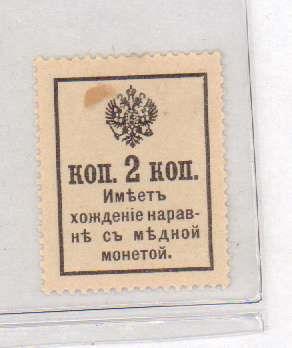 коп. 2 коп.
Имѣетъ
хожденіе нарав-
нѣ съ мѣдной
монетой.